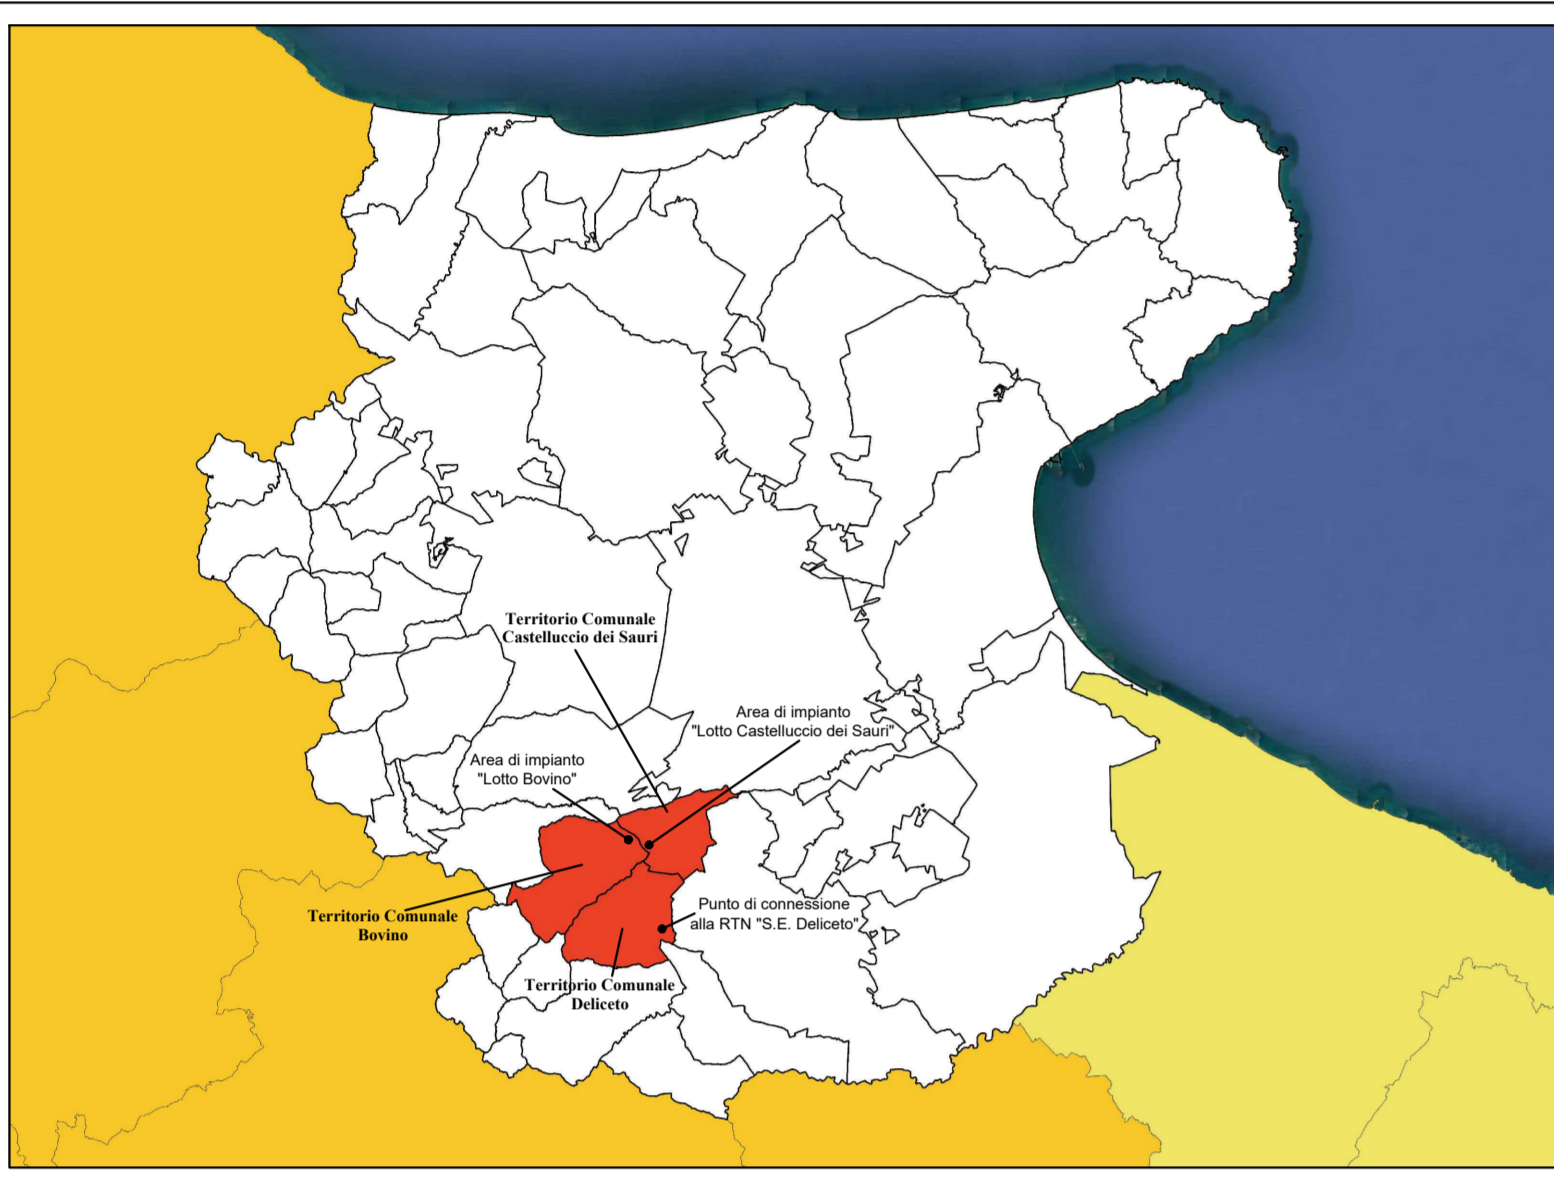 Territorio Comunale
Castelluccio dei Sauri
Area di impianto
"Lotto Castelluccio dei Sauri"
Area di impianto
"Lotto Bovino"
Punto di connessione
alla RTN "S.E. Deliceto"
Territorio Comunale
Bovino
Territorio Comunale
Deliceto